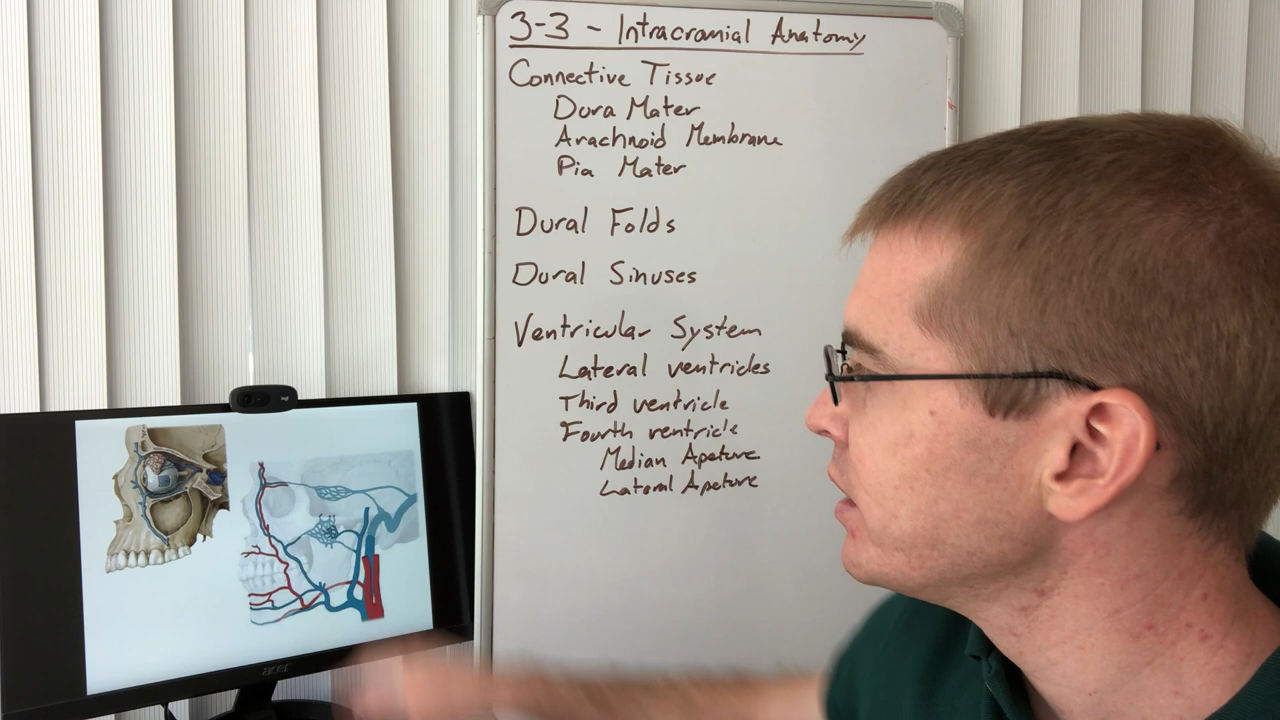 3-3 - Intracranial Anatomy
Connective Tissue
Dura Mater
Arachnoid Membrane
Pia Mater
Dural Folds
Dural Sinuses
Ventricular System
Lateral ventricles
Third ventricle
Fourth ventricle
Median Apeture
Lateral Apeture
acer